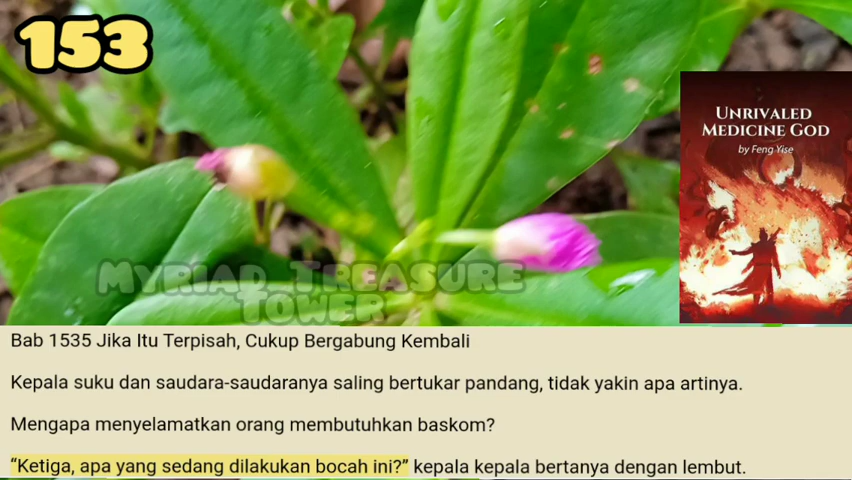 153
UNRIVALED
MEDICINE GOD
by Feng Yise
MYRIAD TREASURE
TOWER
Bab 1535 Jika Itu Terpisah, Cukup Bergabung Kembali
Kepala suku dan saudara-saudaranya saling bertukar pandang, tidak yakin apa artinya.
Mengapa menyelamatkan orang membutuhkan baskom?
“Ketiga, apa yang sedang dilakukan bocah ini?” kepala kepala bertanya dengan lembut.